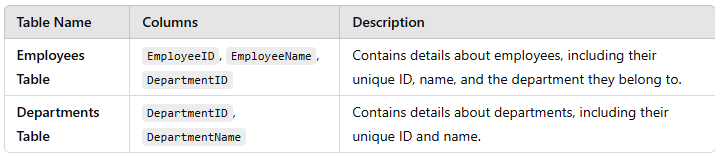 Table Name Columns Description
Employees EmployeeID, EmployeeName, Contains details about employees, including their
Table DepartmentID unique ID, name, and the department they belong to.
Departments DepartmentID, Contains details about departments, including their
Table DepartmentName unique ID and name.